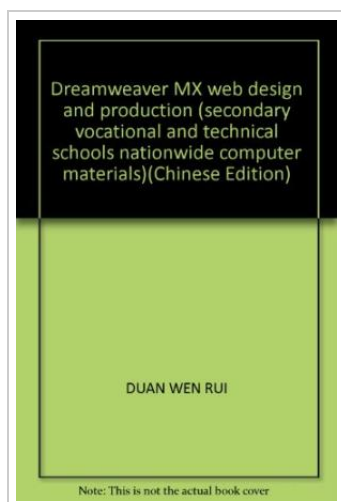 Dreamweaver MX web design
and production (secondary
vocational and technical
schools nationwide computer
materials)(Chinese Edition)
DUAN WEN RUI
Note: This is not the actual book cover